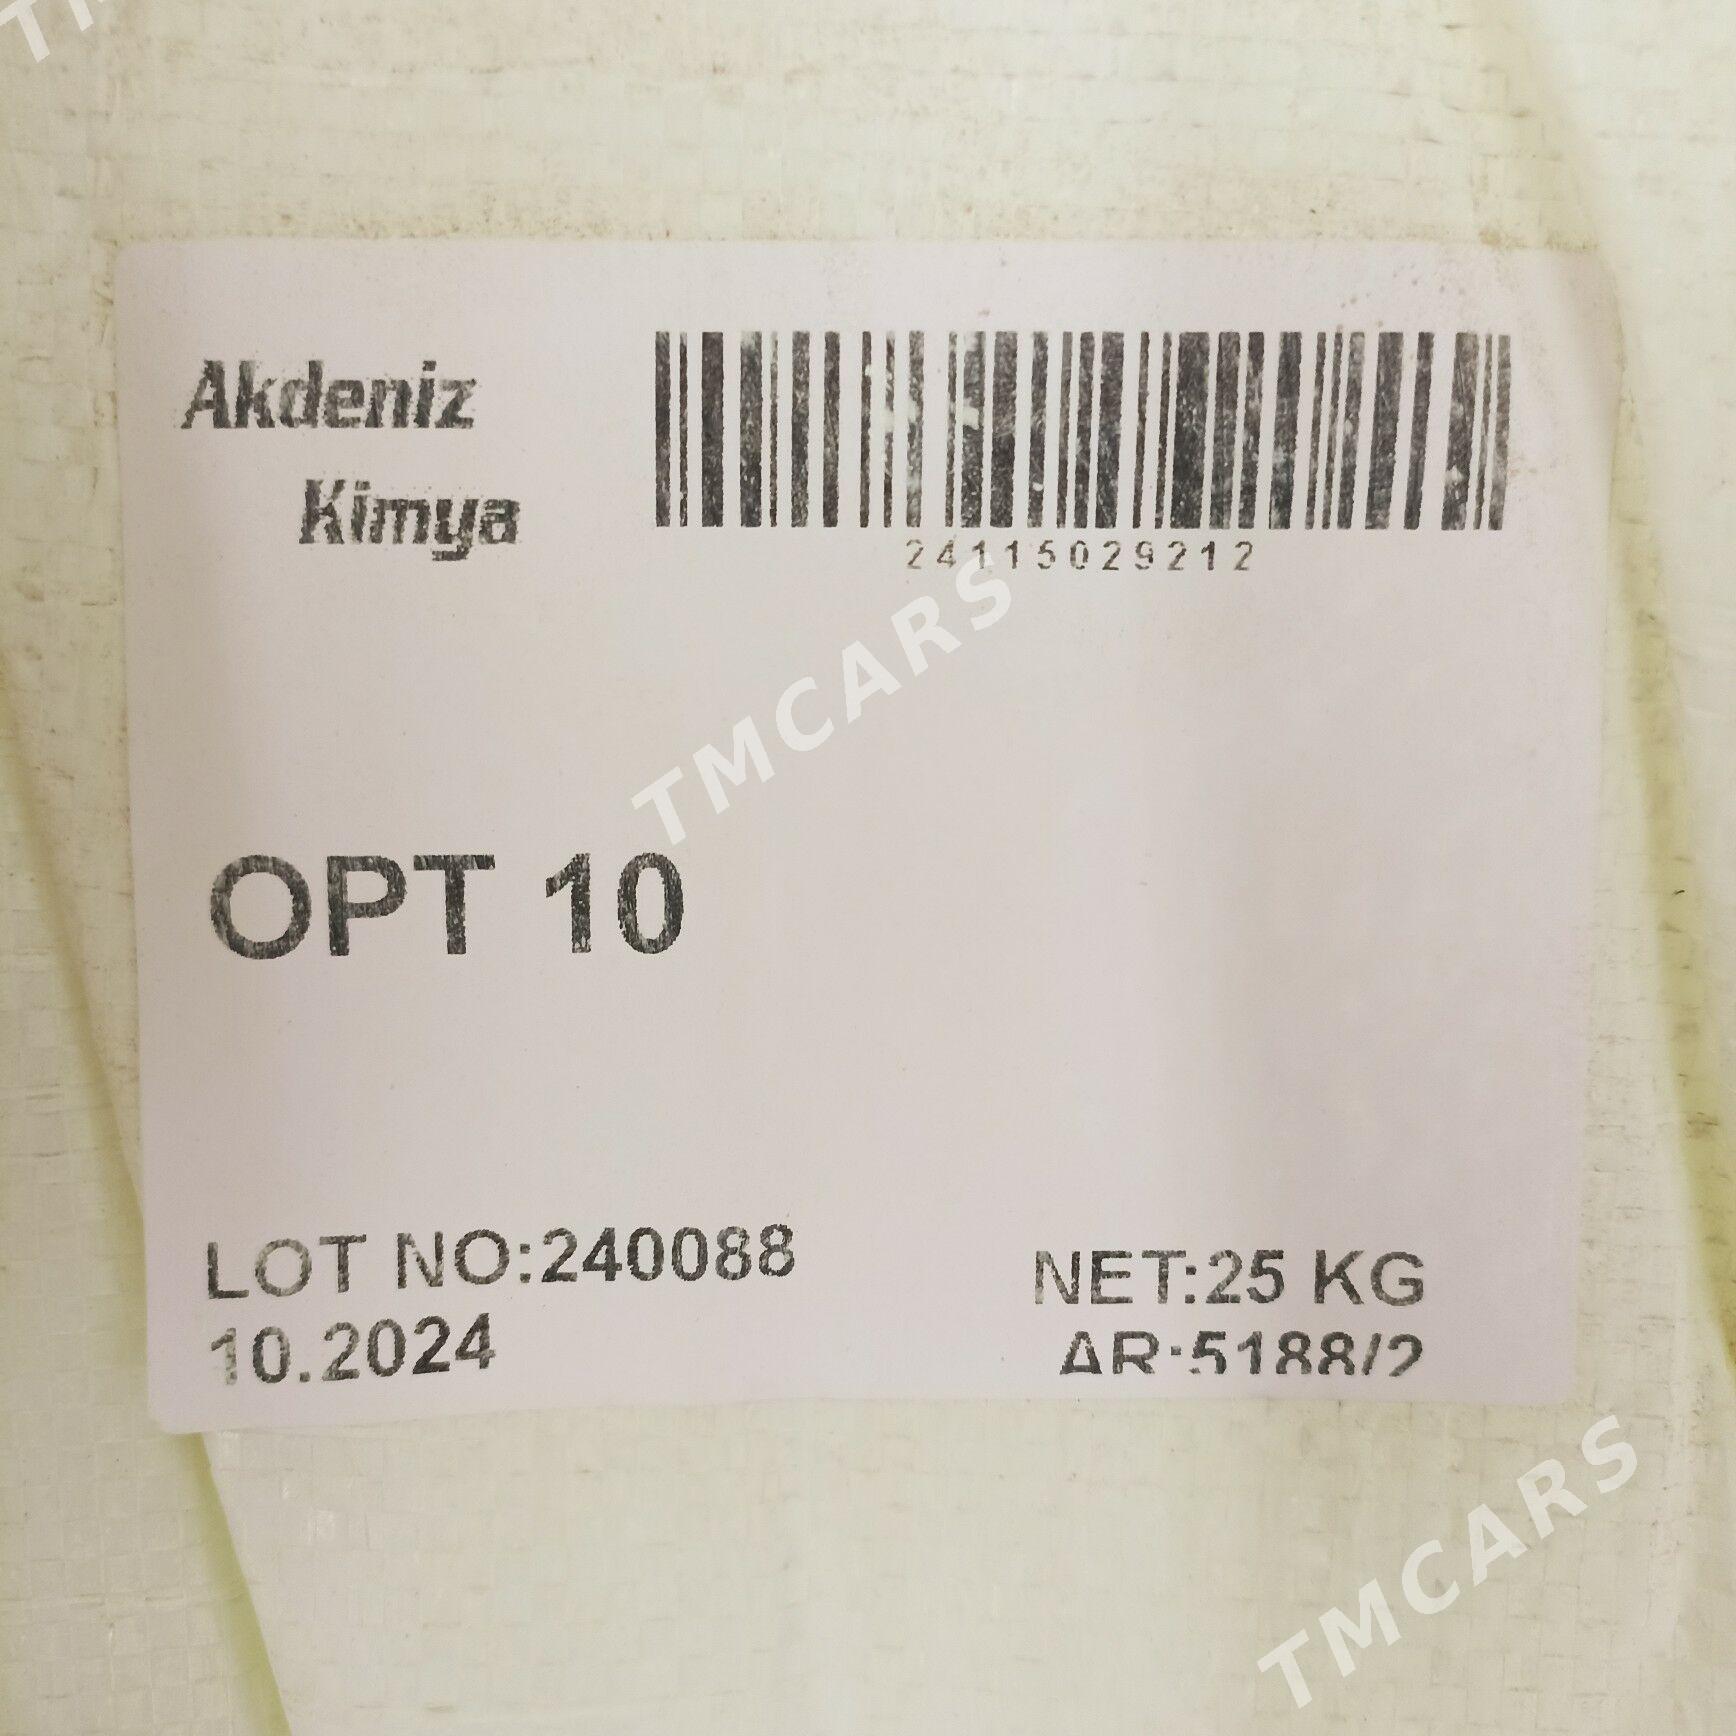 Akdeniz
Kimya
24115029212
TMCARS
OPT 10
LOT NO:240088
10.2024
NET:25 KG
AR:5188/2
TMCARS